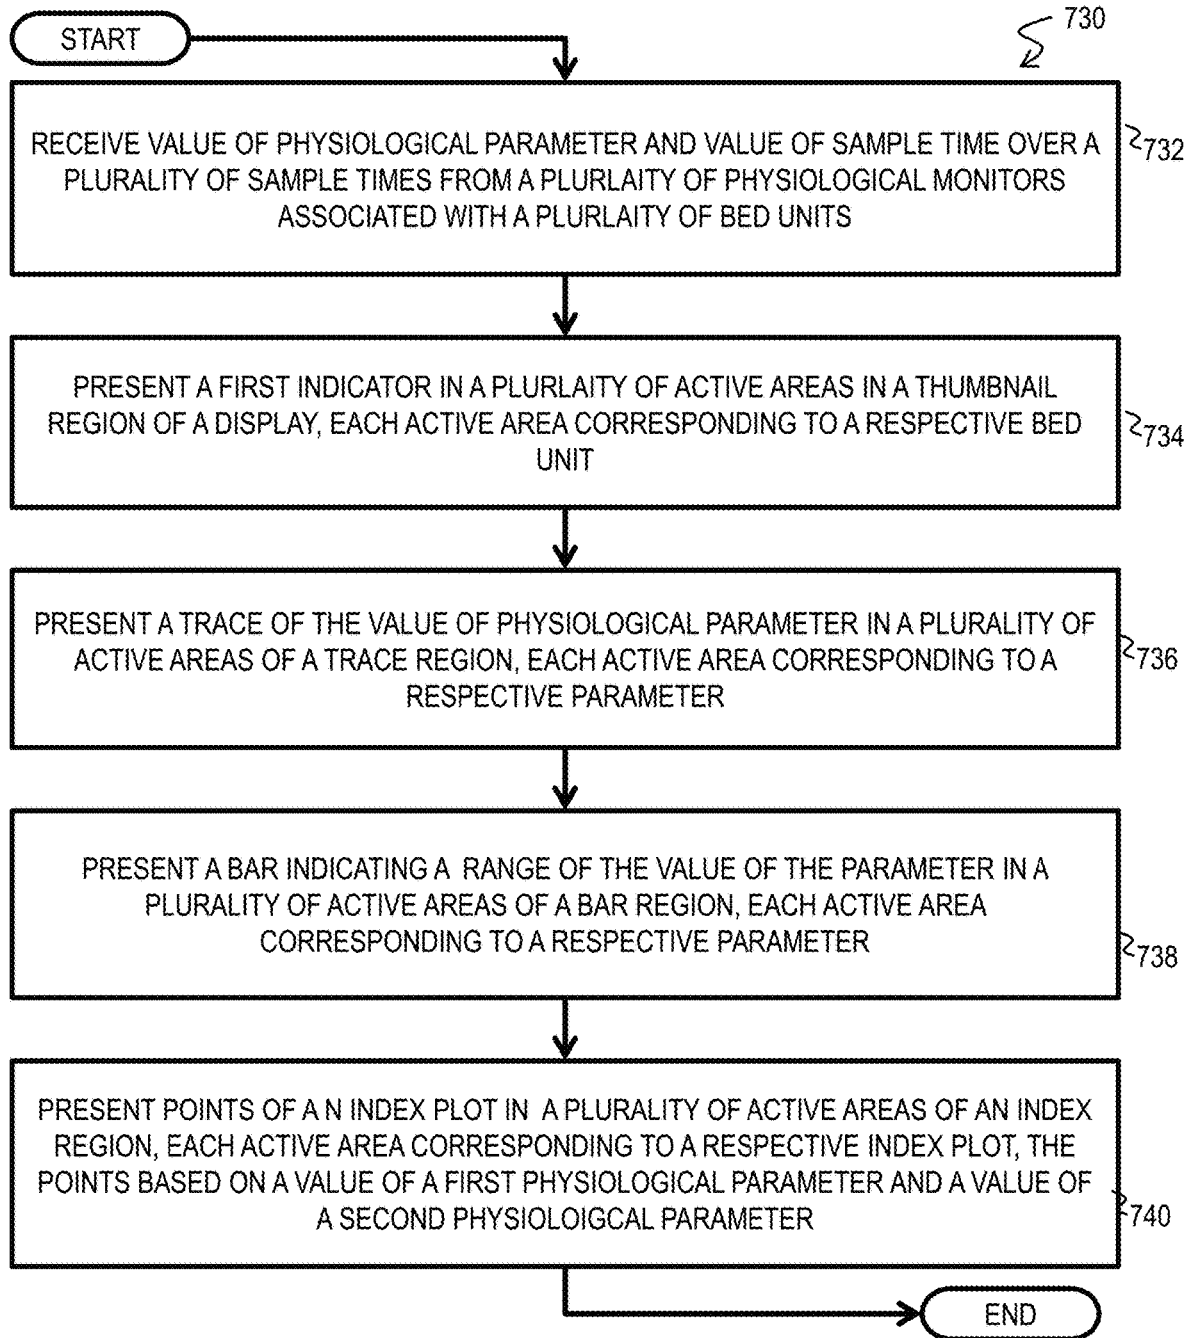 START
730
RECEIVE VALUE OF PHYSIOLOGICAL PARAMETER AND VALUE OF SAMPLE TIME OVER A
PLURALITY OF SAMPLE TIMES FROM A PLURLAITY OF PHYSIOLOGICAL MONITORS
ASSOCIATED WITH A PLURLAITY OF BED UNITS
732
PRESENT A FIRST INDICATOR IN A PLURLAITY OF ACTIVE AREAS IN A THUMBNAIL
REGION OF A DISPLAY, EACH ACTIVE AREA CORRESPONDING TO A RESPECTIVE BED
UNIT
734
PRESENT A TRACE OF THE VALUE OF PHYSIOLOGICAL PARAMETER IN A PLURALITY OF
ACTIVE AREAS OF A TRACE REGION, EACH ACTIVE AREA CORRESPONDING TO A
RESPECTIVE PARAMETER
736
PRESENT A BAR INDICATING A RANGE OF THE VALUE OF THE PARAMETER IN A
PLURALITY OF ACTIVE AREAS OF A BAR REGION, EACH ACTIVE AREA
CORRESPONDING TO A RESPECTIVE PARAMETER
738
PRESENT POINTS OF A N INDEX PLOT IN A PLURALITY OF ACTIVE AREAS OF AN INDEX
REGION, EACH ACTIVE AREA CORRESPONDING TO A RESPECTIVE INDEX PLOT, THE
POINTS BASED ON A VALUE OF A FIRST PHYSIOLOGICAL PARAMETER AND A VALUE OF
A SECOND PHYSIOLOIGCAL PARAMETER
740
END